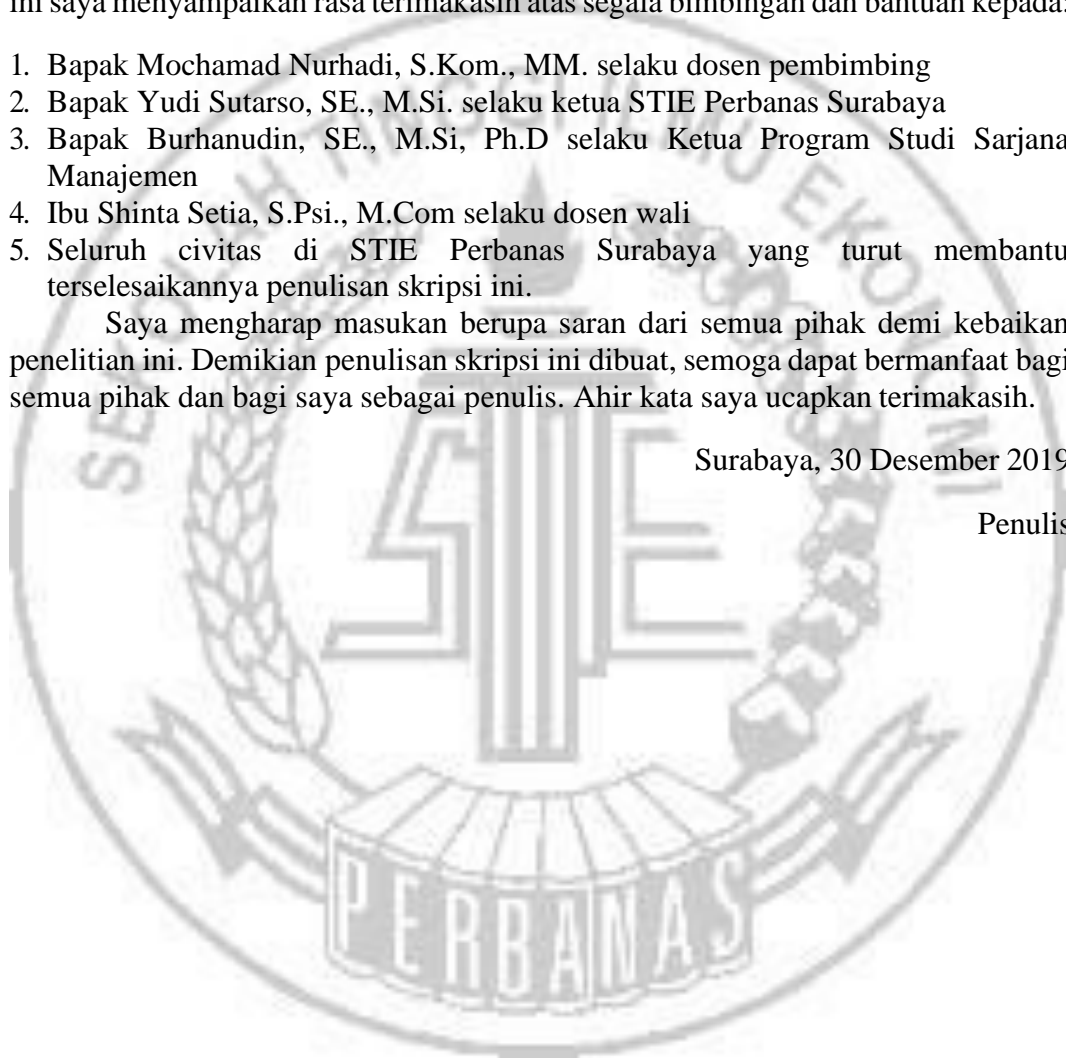 ini saya menyampaikan rasa terimakasih atas segala bimbingan dan bantuan kepada:
1. Bapak Mochamad Nurhadi, S.Kom., MM. selaku dosen pembimbing
2. Bapak Yudi Sutarso, SE., M.Si. selaku ketua STIE Perbanas Surabaya
3. Bapak Burhanudin, SE., M.Si, Ph.D selaku Ketua Program Studi Sarjana
Manajemen
4. Ibu Shinta Setia, S.Psi., M.Com selaku dosen wali
5. Seluruh civitas di STIE Perbanas Surabaya yang turut membantu
terselesaikannya penulisan skripsi ini.
Saya mengharap masukan berupa saran dari semua pihak demi kebaikan
penelitian ini. Demikian penulisan skripsi ini dibuat, semoga dapat bermanfaat bagi
semua pihak dan bagi saya sebagai penulis. Ahir kata saya ucapkan terimakasih.
Surabaya, 30 Desember 2019
Penulis
SEKOLAH TINGGI ILMU EKONOMI
PERBANAS